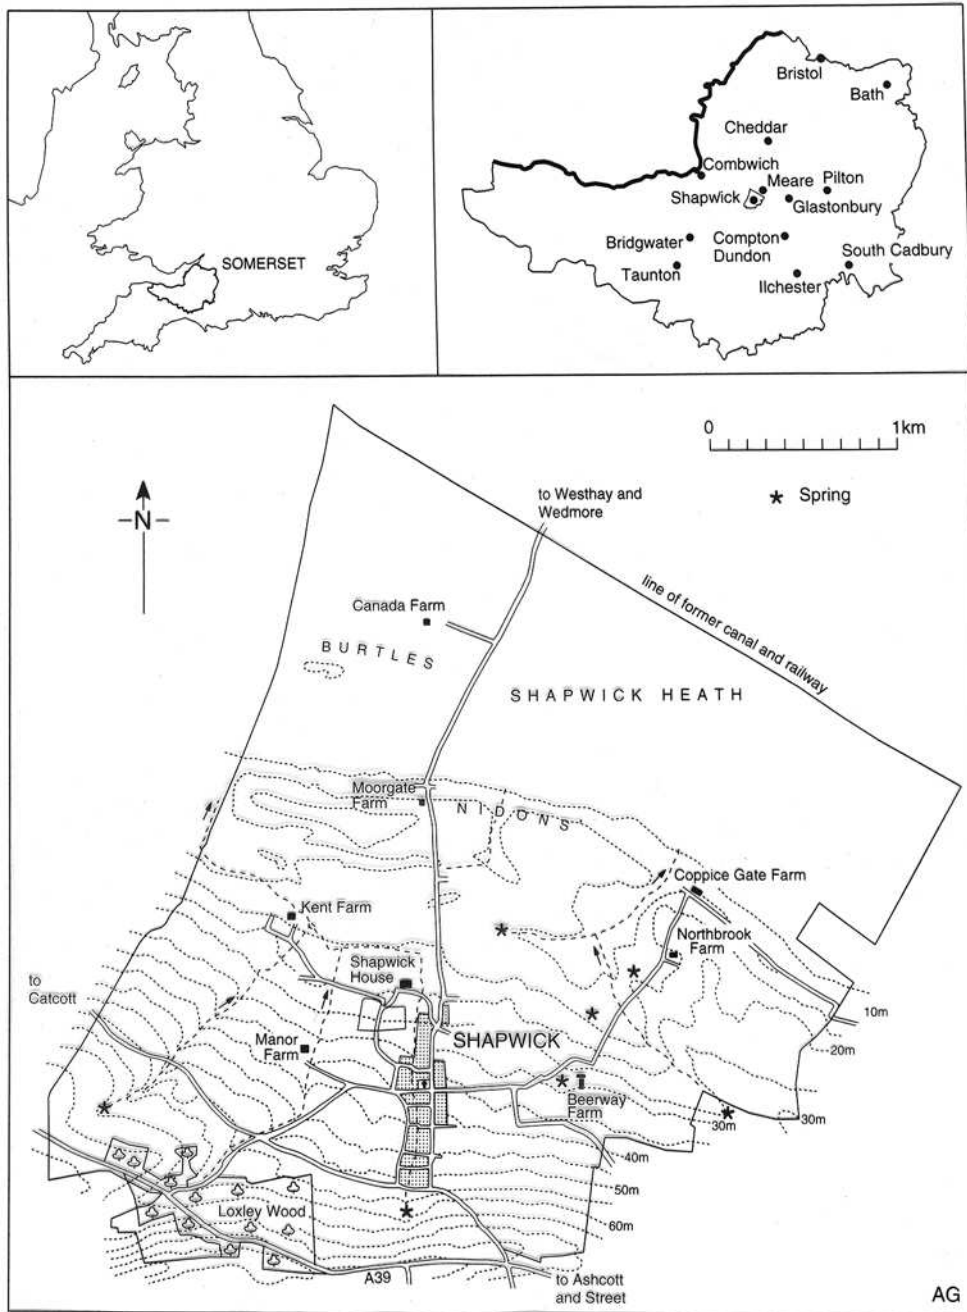 SOMERSET
Bristol
Bath
Cheddar
Combwich
Meare
Pilton
Shapwick
Glastonbury
Bridgwater
Compton
Dundon
South Cadbury
Taunton
Ilchester
0 1km
N
Spring
to Westhay and
Wedmore
line of former canal and railway
Canada Farm
BURTLES
SHAPWICK HEATH
Moorgate
Farm
NIDONS
Coppice Gate Farm
Kent Farm
Northbrook
Farm
Shapwick
House
to
Catcott
10m
SHAPWICK
Manor
Farm
20m
Beerway
Farm
30m
30m
40m
50m
Loxley Wood
60m
A39
to Ashcott
and Street
AG